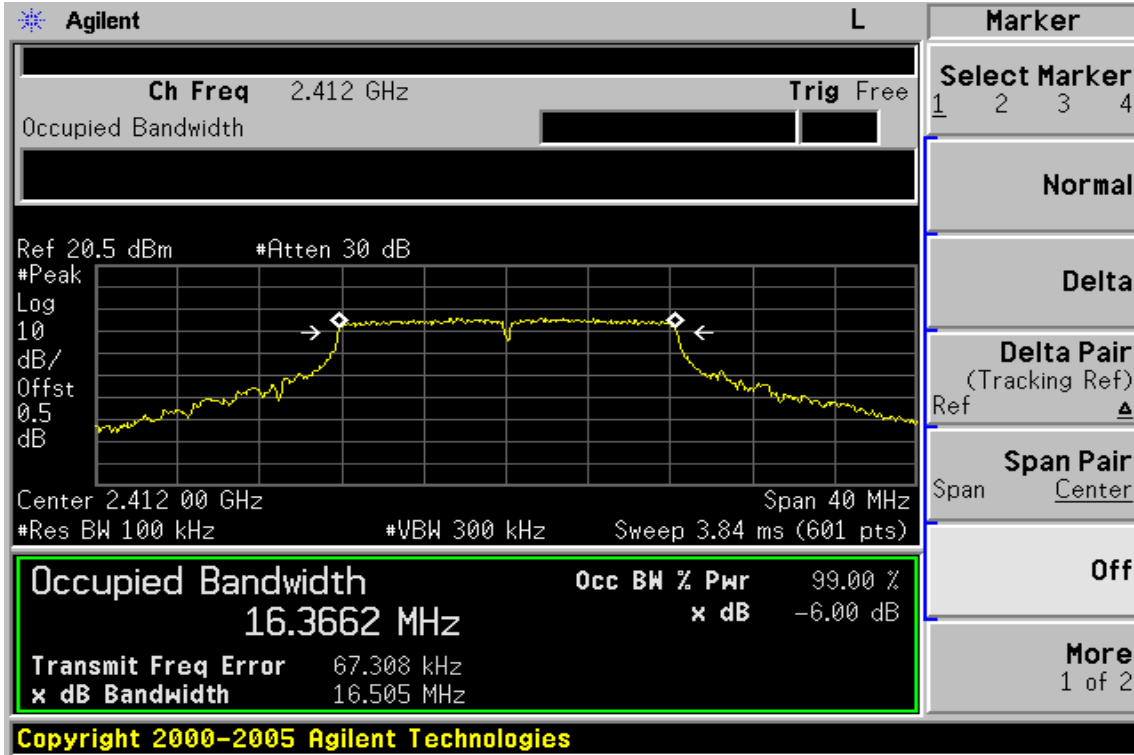 Agilent L Marker
Ch Freq 2.412 GHz Trig Free
Occupied Bandwidth
Ref 20.5 dBm #Atten 30 dB
#Peak
Log
10
dB/
Offst
0.5
dB
Center 2.412 00 GHz Span 40 MHz
#Res BW 100 kHz #VBW 300 kHz Sweep 3.84 ms (601 pts)
Occupied Bandwidth Occ BW % Pwr 99.00 %
16.3662 MHz x dB -6.00 dB
Transmit Freq Error 67.308 kHz
x dB Bandwidth 16.505 MHz
Copyright 2000-2005 Agilent Technologies
Select Marker
1 2 3 4
Normal
Delta
Delta Pair
(Tracking Ref)
Ref Δ
Span Pair
Span Center
Off
More
1 of 2